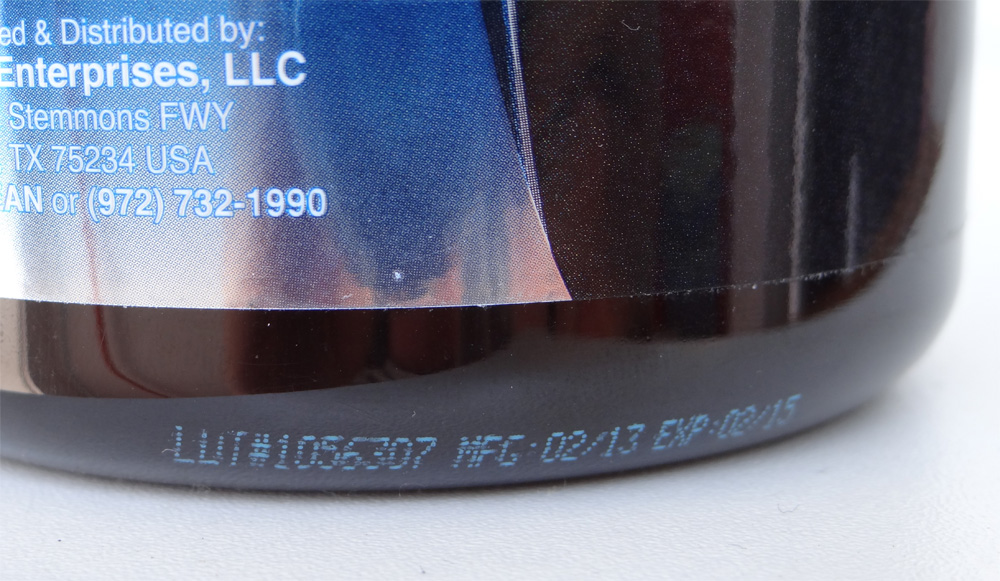 ed & Distributed by:
Enterprises, LLC
Stemmons FWY
TX 75234 USA
AN or (972) 732-1990
LOT#1056307 MFG:02/13 EXP:02/15